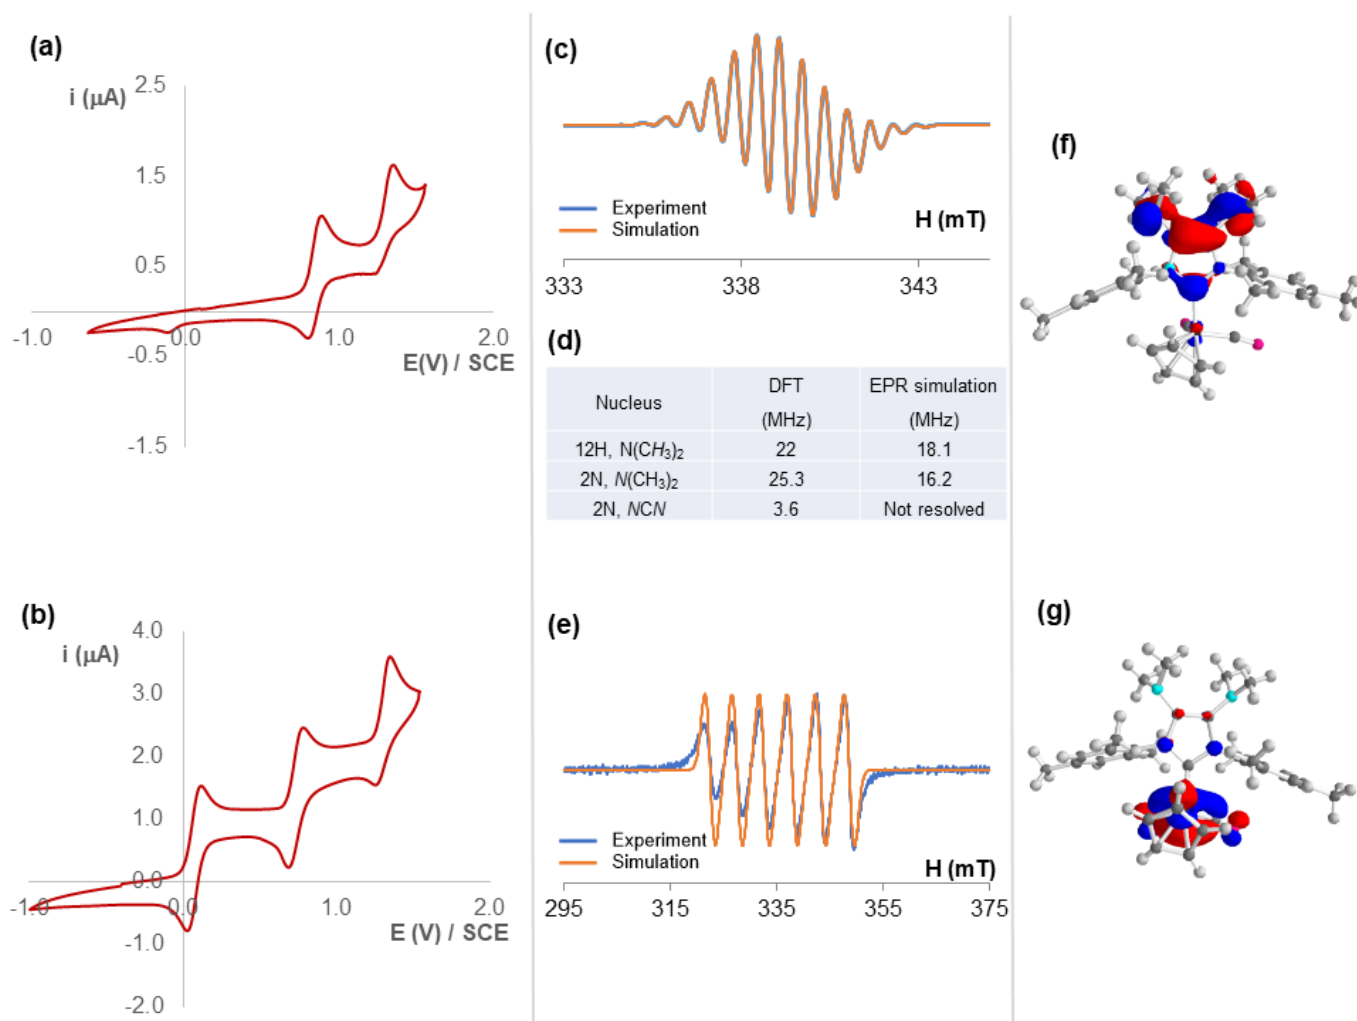 (a)
i (µA)
2.5
1.5
0.5
-1.0
0.0
1.0
2.0
-0.5
E(V) / SCE
-1.5
(b)
i (µA)
4.0
3.0
2.0
1.0
0.0
-1.0
0.0
1.0
2.0
E (V) / SCE
-1.0
-2.0
(c)
Experiment
Simulation
H (mT)
333
338
343
(d)
Nucleus
DFT
(MHz)
EPR simulation
(MHz)
12H, N(CH₃)₂
22
18.1
2N, N(CH₃)₂
25.3
16.2
2N, NCN
3.6
Not resolved
(e)
Experiment
Simulation
H (mT)
295
315
335
355
375
(f)
(g)